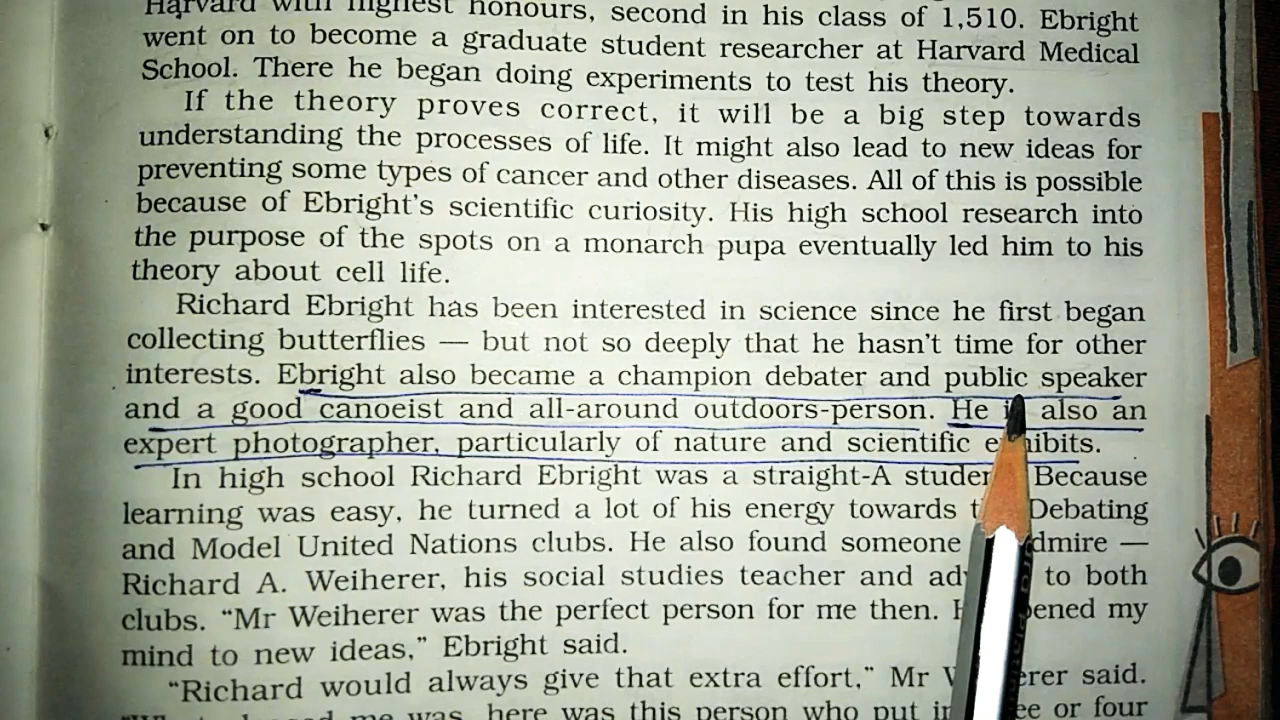 Harvard with highest honours, second in his class of 1,510. Ebright
went on to become a graduate student researcher at Harvard Medical
School. There he began doing experiments to test his theory.
If the theory proves correct, it will be a big step towards
understanding the processes of life. It might also lead to new ideas for
preventing some types of cancer and other diseases. All of this is possible
because of Ebright's scientific curiosity. His high school research into
the purpose of the spots on a monarch pupa eventually led him to his
theory about cell life.
Richard Ebright has been interested in science since he first began
collecting butterflies — but not so deeply that he hasn't time for other
interests. Ebright also became a champion debater and public speaker
and a good canoeist and all-around outdoors-person. He is also an
expert photographer, particularly of nature and scientific exhibits.
In high school Richard Ebright was a straight-A student. Because
learning was easy, he turned a lot of his energy towards the Debating
and Model United Nations clubs. He also found someone to admire —
Richard A. Weiherer, his social studies teacher and adviser to both
clubs. “Mr Weiherer was the perfect person for me then. He opened my
mind to new ideas,” Ebright said.
“Richard would always give that extra effort,” Mr Weiherer said.
me was, here was this person who put in or four